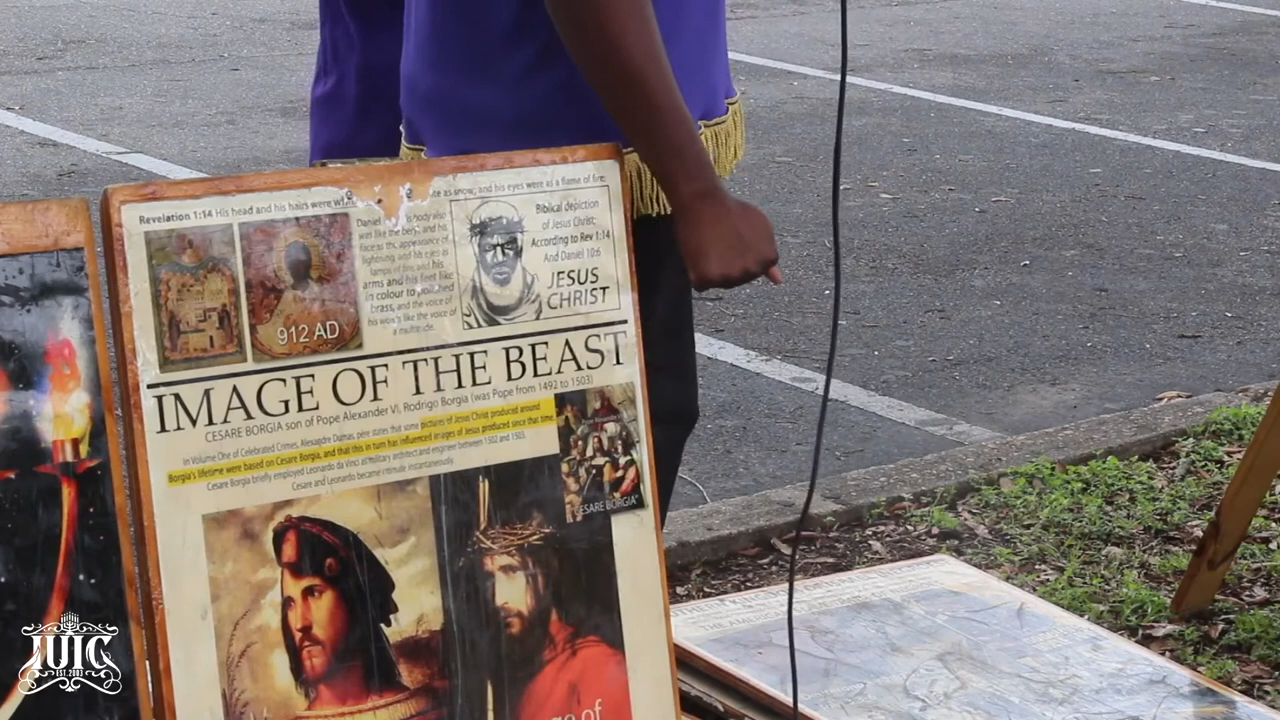 Revelation 1:14 His head and his hairs were
te as snow; and his eyes were as a flame of fire;
912 AD
Daniel
his body also
was like the beryl, and his
face as the appearance of
lightning, and his eyes as
lamps of fire, and his
arms and his feet like
in colour to polished
brass, and the voice of
his words like the voice of
a multitude.
Biblical depiction
of Jesus Christ;
According to Rev 1:14
And Daniel 10:6
JESUS
CHRIST
IMAGE OF THE BEAST
CESARE BORGIA son of Pope Alexander VI, Rodrigo Borgia (was Pope from 1492 to 1503)
In Volume One of Celebrated Crimes, Alexandre Dumas, père states that some pictures of Jesus Christ produced around
Borgia's lifetime were based on Cesare Borgia, and that this in turn has influenced images of Jesus produced since that time.
Cesare Borgia briefly employed Leonardo da Vinci as military architect and engineer between 1502 and 1503.
Cesare and Leonardo became intimate instantaneously.
CESARE BORGIA"
ge of
IUIC
EST.2003